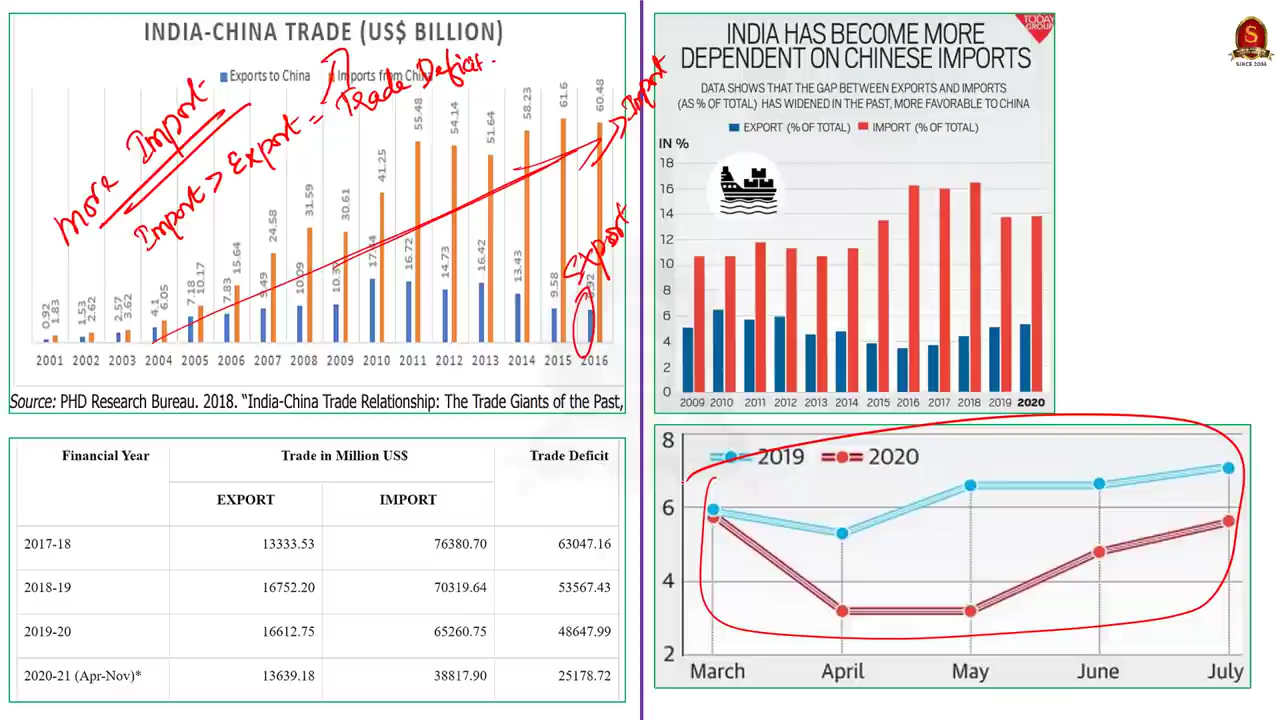 INDIA-CHINA TRADE (US$ BILLION)
Exports to China
Imports from China
More Import
Import > Export = Trade Deficit.
Import
Export
0.92 1.83 1.53 2.62 2.57 3.62 4.1 6.05 7.18 10.17 7.83 15.64 9.49 24.58 10.09 31.59 30.61 41.25 16.72 55.48 14.73 54.14 16.42 51.64 13.43 58.23 9.58 61.6 60.48
2001 2002 2003 2004 2005 2006 2007 2008 2009 2010 2011 2012 2013 2014 2015 2016
Source: PHD Research Bureau. 2018. “India-China Trade Relationship: The Trade Giants of the Past,
Financial Year Trade in Million US$ Trade Deficit
EXPORT IMPORT
2017-18 13333.53 76380.70 63047.16
2018-19 16752.20 70319.64 53567.43
2019-20 16612.75 65260.75 48647.99
2020-21 (Apr-Nov)* 13639.18 38817.90 25178.72
TODAY
GROUP
INDIA HAS BECOME MORE
DEPENDENT ON CHINESE IMPORTS
DATA SHOWS THAT THE GAP BETWEEN EXPORTS AND IMPORTS
(AS % OF TOTAL) HAS WIDENED IN THE PAST, MORE FAVORABLE TO CHINA
EXPORT (% OF TOTAL) IMPORT (% OF TOTAL)
IN %
18
16
14
12
10
8
6
4
2
0
2009 2010 2011 2012 2013 2014 2015 2016 2017 2018 2019 2020
8
2019 2020
6
4
2
March April May June July
S
SINCE 2004